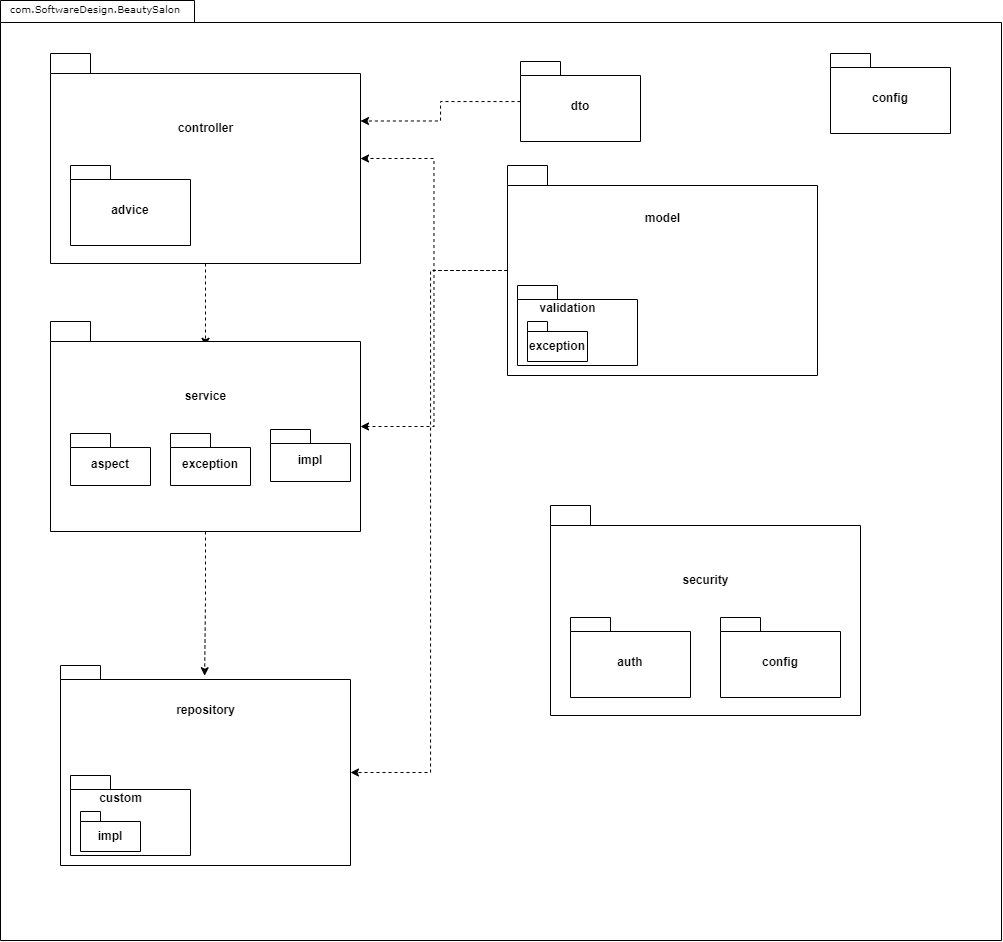 com.SoftwareDesign.BeautySalon
controller
advice
dto
config
model
validation
exception
service
aspect
exception
impl
security
auth
config
repository
custom
impl